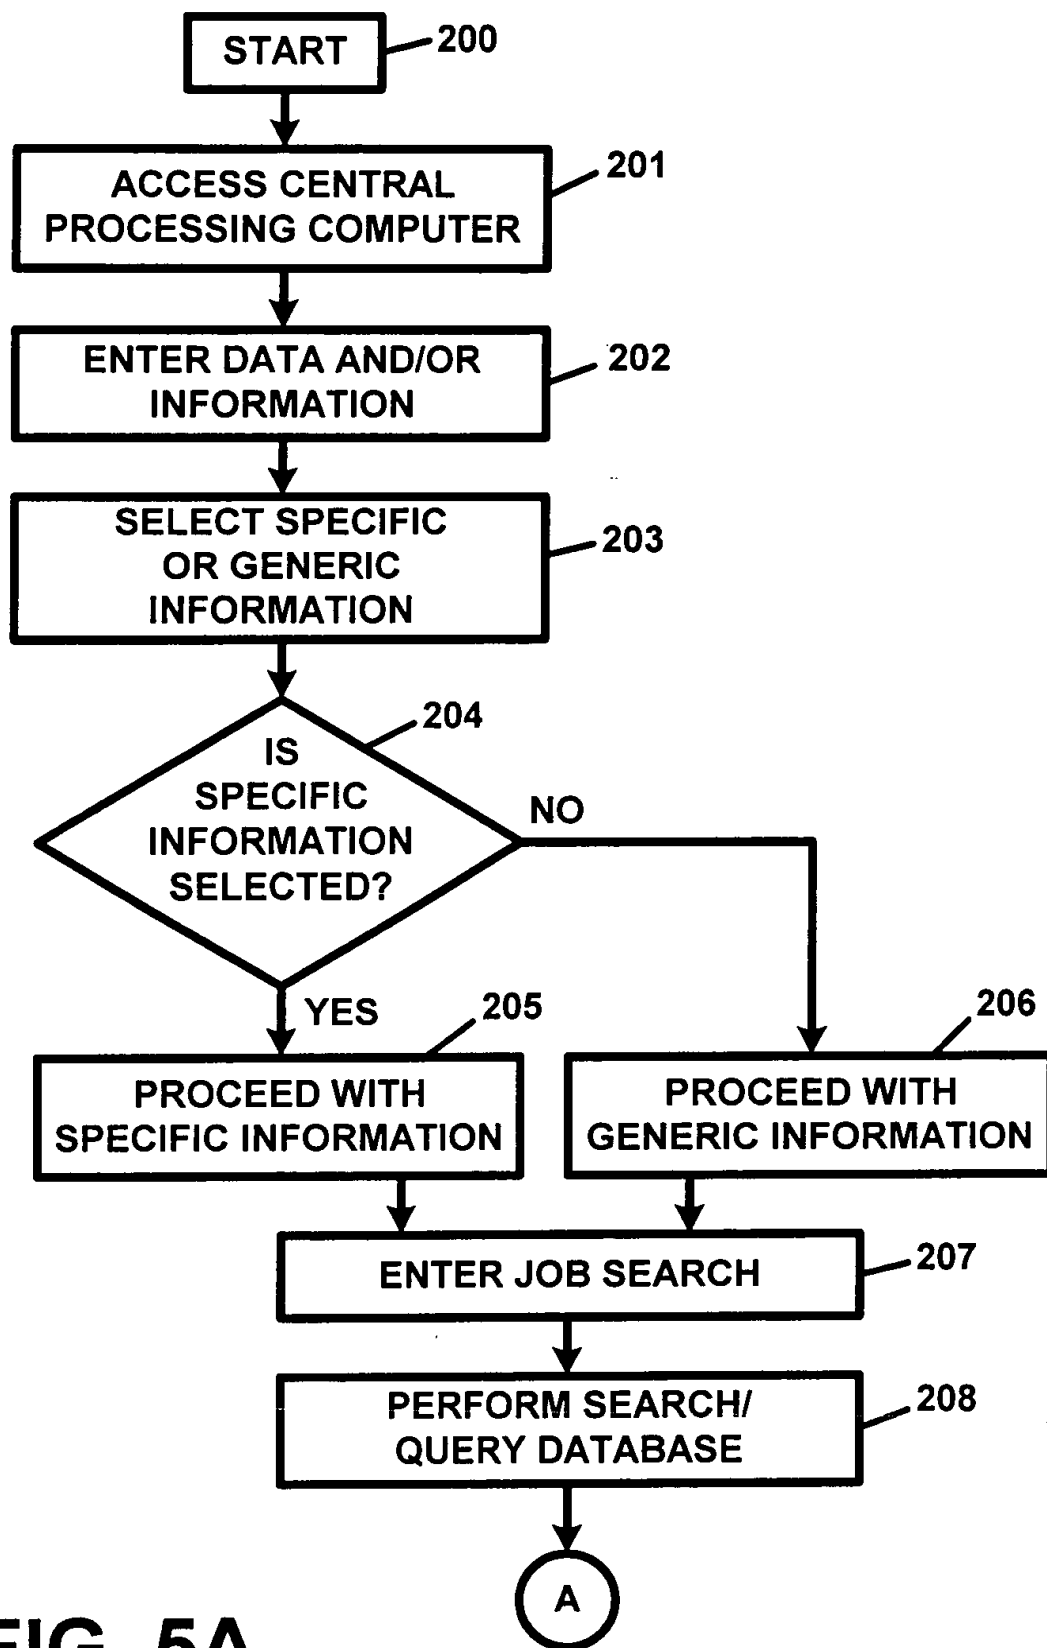 START
200
ACCESS CENTRAL
PROCESSING COMPUTER
201
ENTER DATA AND/OR
INFORMATION
202
SELECT SPECIFIC
OR GENERIC
INFORMATION
203
204
IS
SPECIFIC
INFORMATION
SELECTED?
NO
YES
205
206
PROCEED WITH
SPECIFIC INFORMATION
PROCEED WITH
GENERIC INFORMATION
ENTER JOB SEARCH
207
PERFORM SEARCH/
QUERY DATABASE
208
A
FIG. 5A